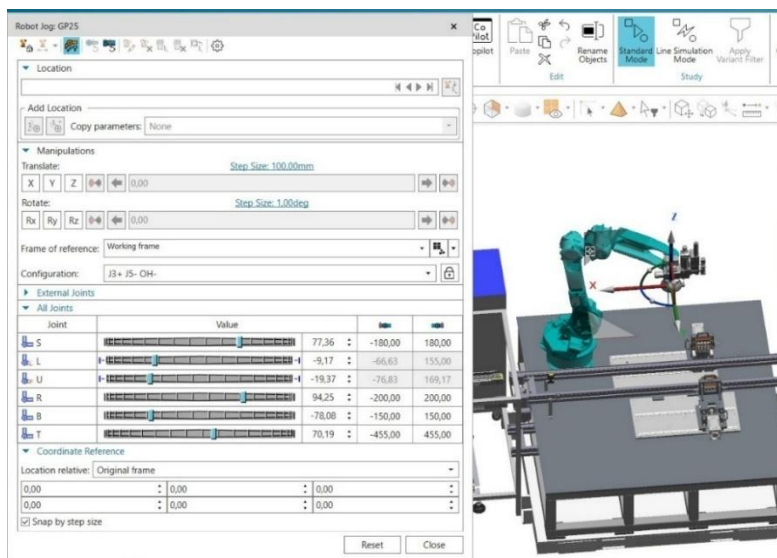 Robot Jog: GP25
Location
Add Location
Copy parameters: None
Manipulations
Translate:
Step Size: 100,00mm
X Y Z 0,00
Rotate:
Step Size: 1,00deg
Rx Ry Rz 0,00
Frame of reference: Working frame
Configuration: J3+ J5- OH-
External Joints
All Joints
Joint Value
S 77,36 -180,00 180,00
L -9,17 -66,63 155,00
U -19,37 -76,83 169,17
R 94,25 -200,00 200,00
B -78,08 -150,00 150,00
T 70,19 -455,00 455,00
Coordinate Reference
Location relative: Original frame
0,00 0,00 0,00
0,00 0,00 0,00
Snap by step size
Reset Close
Co
Pilot
opilot
Paste
Rename
Objects
Edit
Standard
Mode
Line Simulation
Mode
Apply
Variant Filter
Study
Z
X